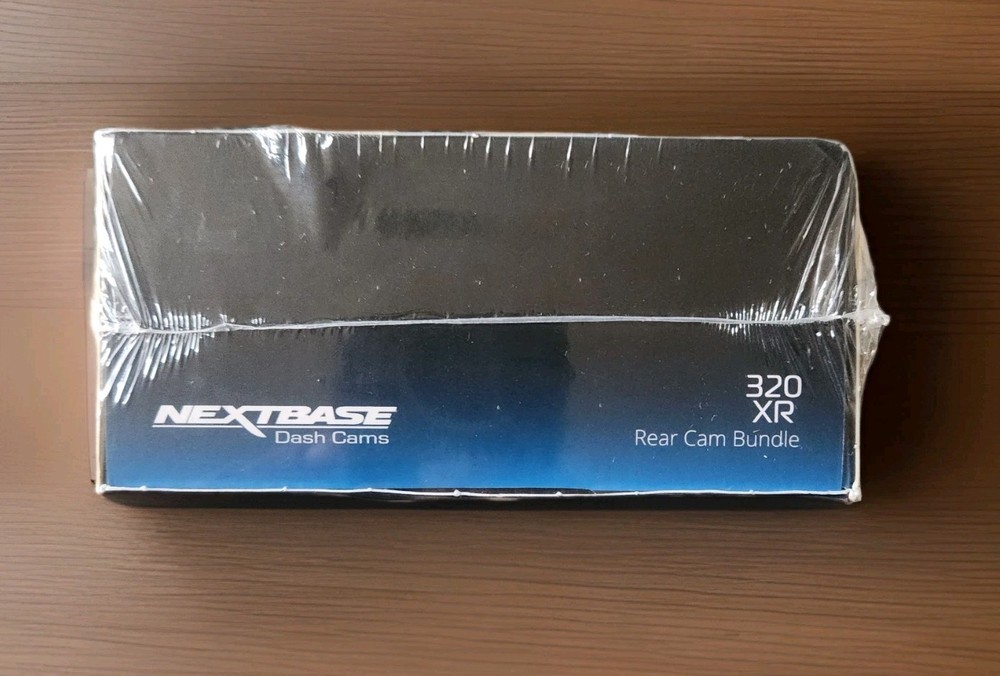 NEXTBASE
Dash Cams
320
XR
Rear Cam Bundle